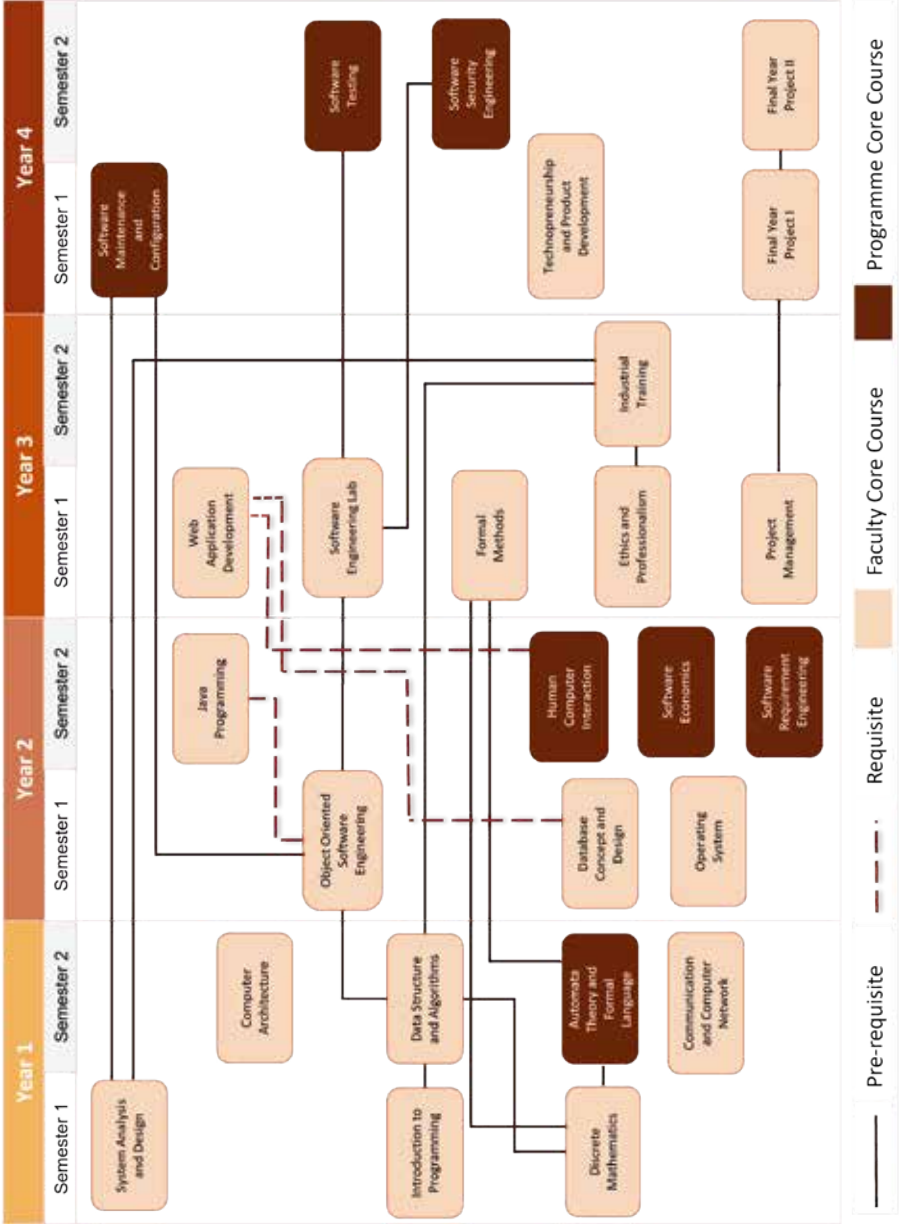 Year 1
Year 2
Year 3
Year 4
Semester 1
Semester 2
Semester 1
Semester 2
Semester 1
Semester 2
Semester 1
Semester 2
System Analysis
and Design
Introduction to
Programming
Discrete
Mathematics
Computer
Architecture
Data Structure
and Algorithms
Automata
Theory and
Formal
Language
Communication
and Computer
Network
Object Oriented
Software
Engineering
Database
Concept and
Design
Operating
System
Java
Programming
Human
Computer
Interaction
Software
Economics
Software
Requirement
Engineering
Web
Application
Development
Software
Engineering Lab
Formal
Methods
Ethics and
Professionalism
Project
Management
Industrial
Training
Software
Maintenance
and
Configuration
Technopreneurship
and Product
Development
Final Year
Project I
Software
Testing
Software
Security
Engineering
Final Year
Project II
Pre-requisite
Requisite
Faculty Core Course
Programme Core Course